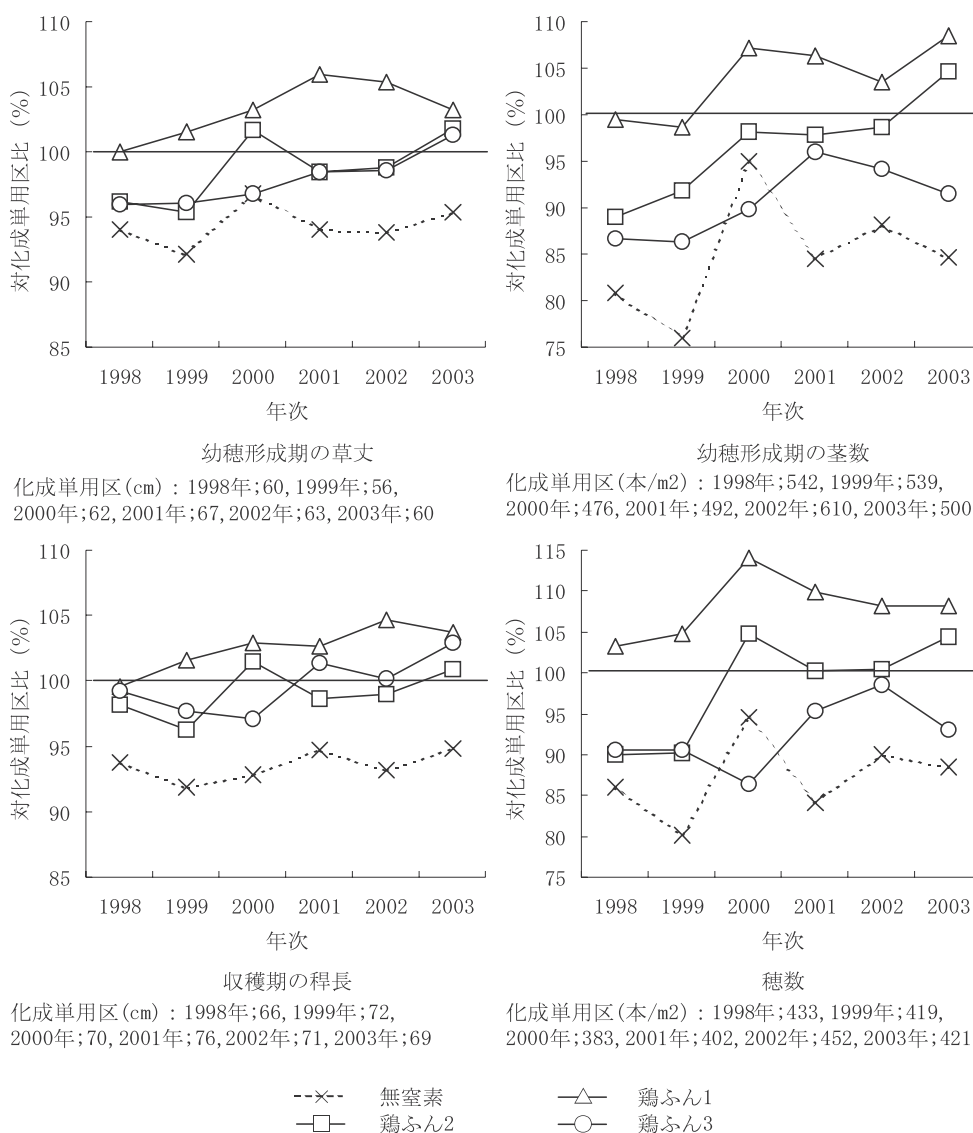 110
105
100
95
90
85
対化成単用区比 (%)
1998 1999 2000 2001 2002 2003
年次
幼穂形成期の草丈
化成単用区(cm) : 1998年;60, 1999年;56,
2000年;62, 2001年;67, 2002年;63, 2003年;60
110
105
100
95
90
85
80
75
対化成単用区比 (%)
1998 1999 2000 2001 2002 2003
年次
幼穂形成期の茎数
化成単用区(本/m2) : 1998年;542, 1999年;539,
2000年;476, 2001年;492, 2002年;610, 2003年;500
110
105
100
95
90
85
対化成単用区比 (%)
1998 1999 2000 2001 2002 2003
年次
収穫期の稈長
化成単用区(cm) : 1998年;66, 1999年;72,
2000年;70, 2001年;76, 2002年;71, 2003年;69
115
110
105
100
95
90
85
80
75
対化成単用区比 (%)
1998 1999 2000 2001 2002 2003
年次
穂数
化成単用区(本/m2) : 1998年;433, 1999年;419,
2000年;383, 2001年;402, 2002年;452, 2003年;421
無窒素
鶏ふん1
鶏ふん2
鶏ふん3